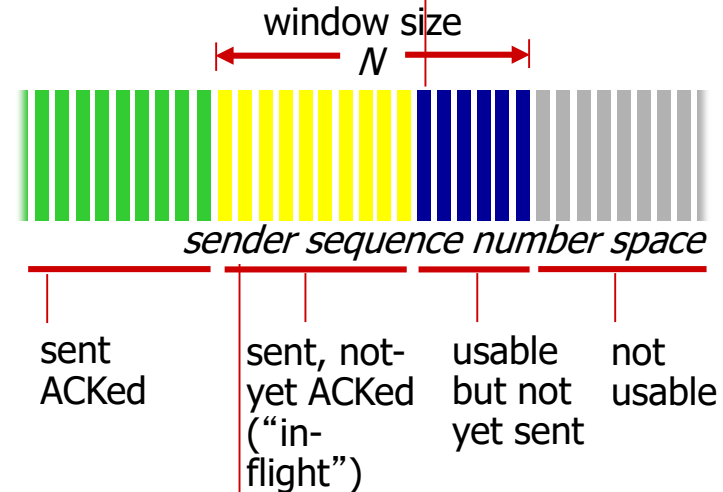 window size
N
sender sequence number space
sent
ACKed
sent, not-
yet ACKed
(“in-
flight”)
usable
but not
yet sent
not
usable